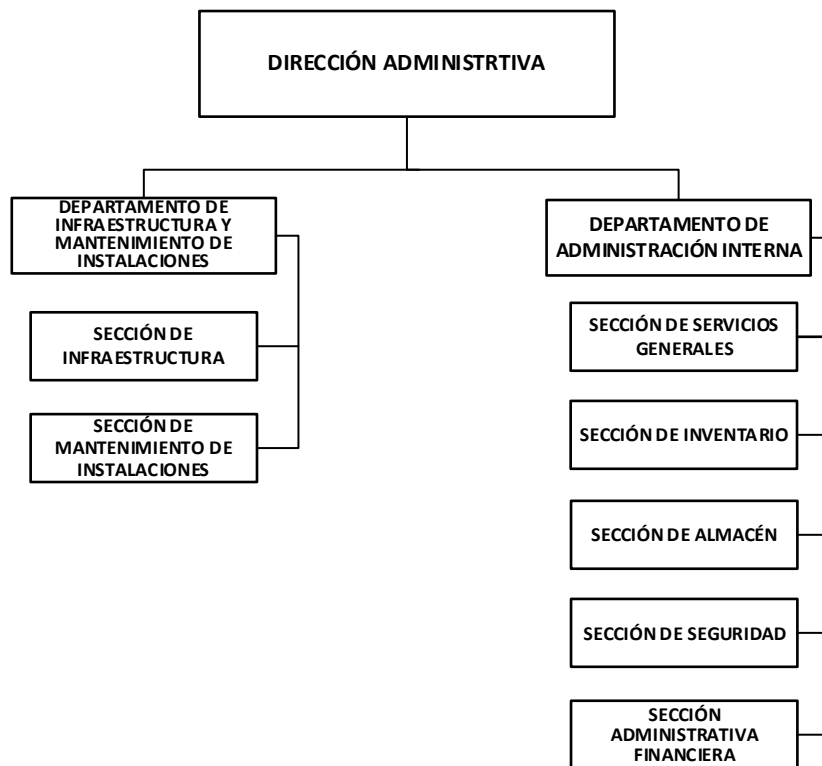 DIRECCIÓN ADMINISTRTIVA
DEPARTAMENTO DE
INFRAESTRUCTURA Y
MANTENIMIENTO DE
INSTALACIONES
SECCIÓN DE
INFRAESTRUCTURA
SECCIÓN DE
MANTENIMIENTO DE
INSTALACIONES
DEPARTAMENTO DE
ADMINISTRACIÓN INTERNA
SECCIÓN DE SERVICIOS
GENERALES
SECCIÓN DE INVENTARIO
SECCIÓN DE ALMACÉN
SECCIÓN DE SEGURIDAD
SECCIÓN
ADMINISTRATIVA
FINANCIERA